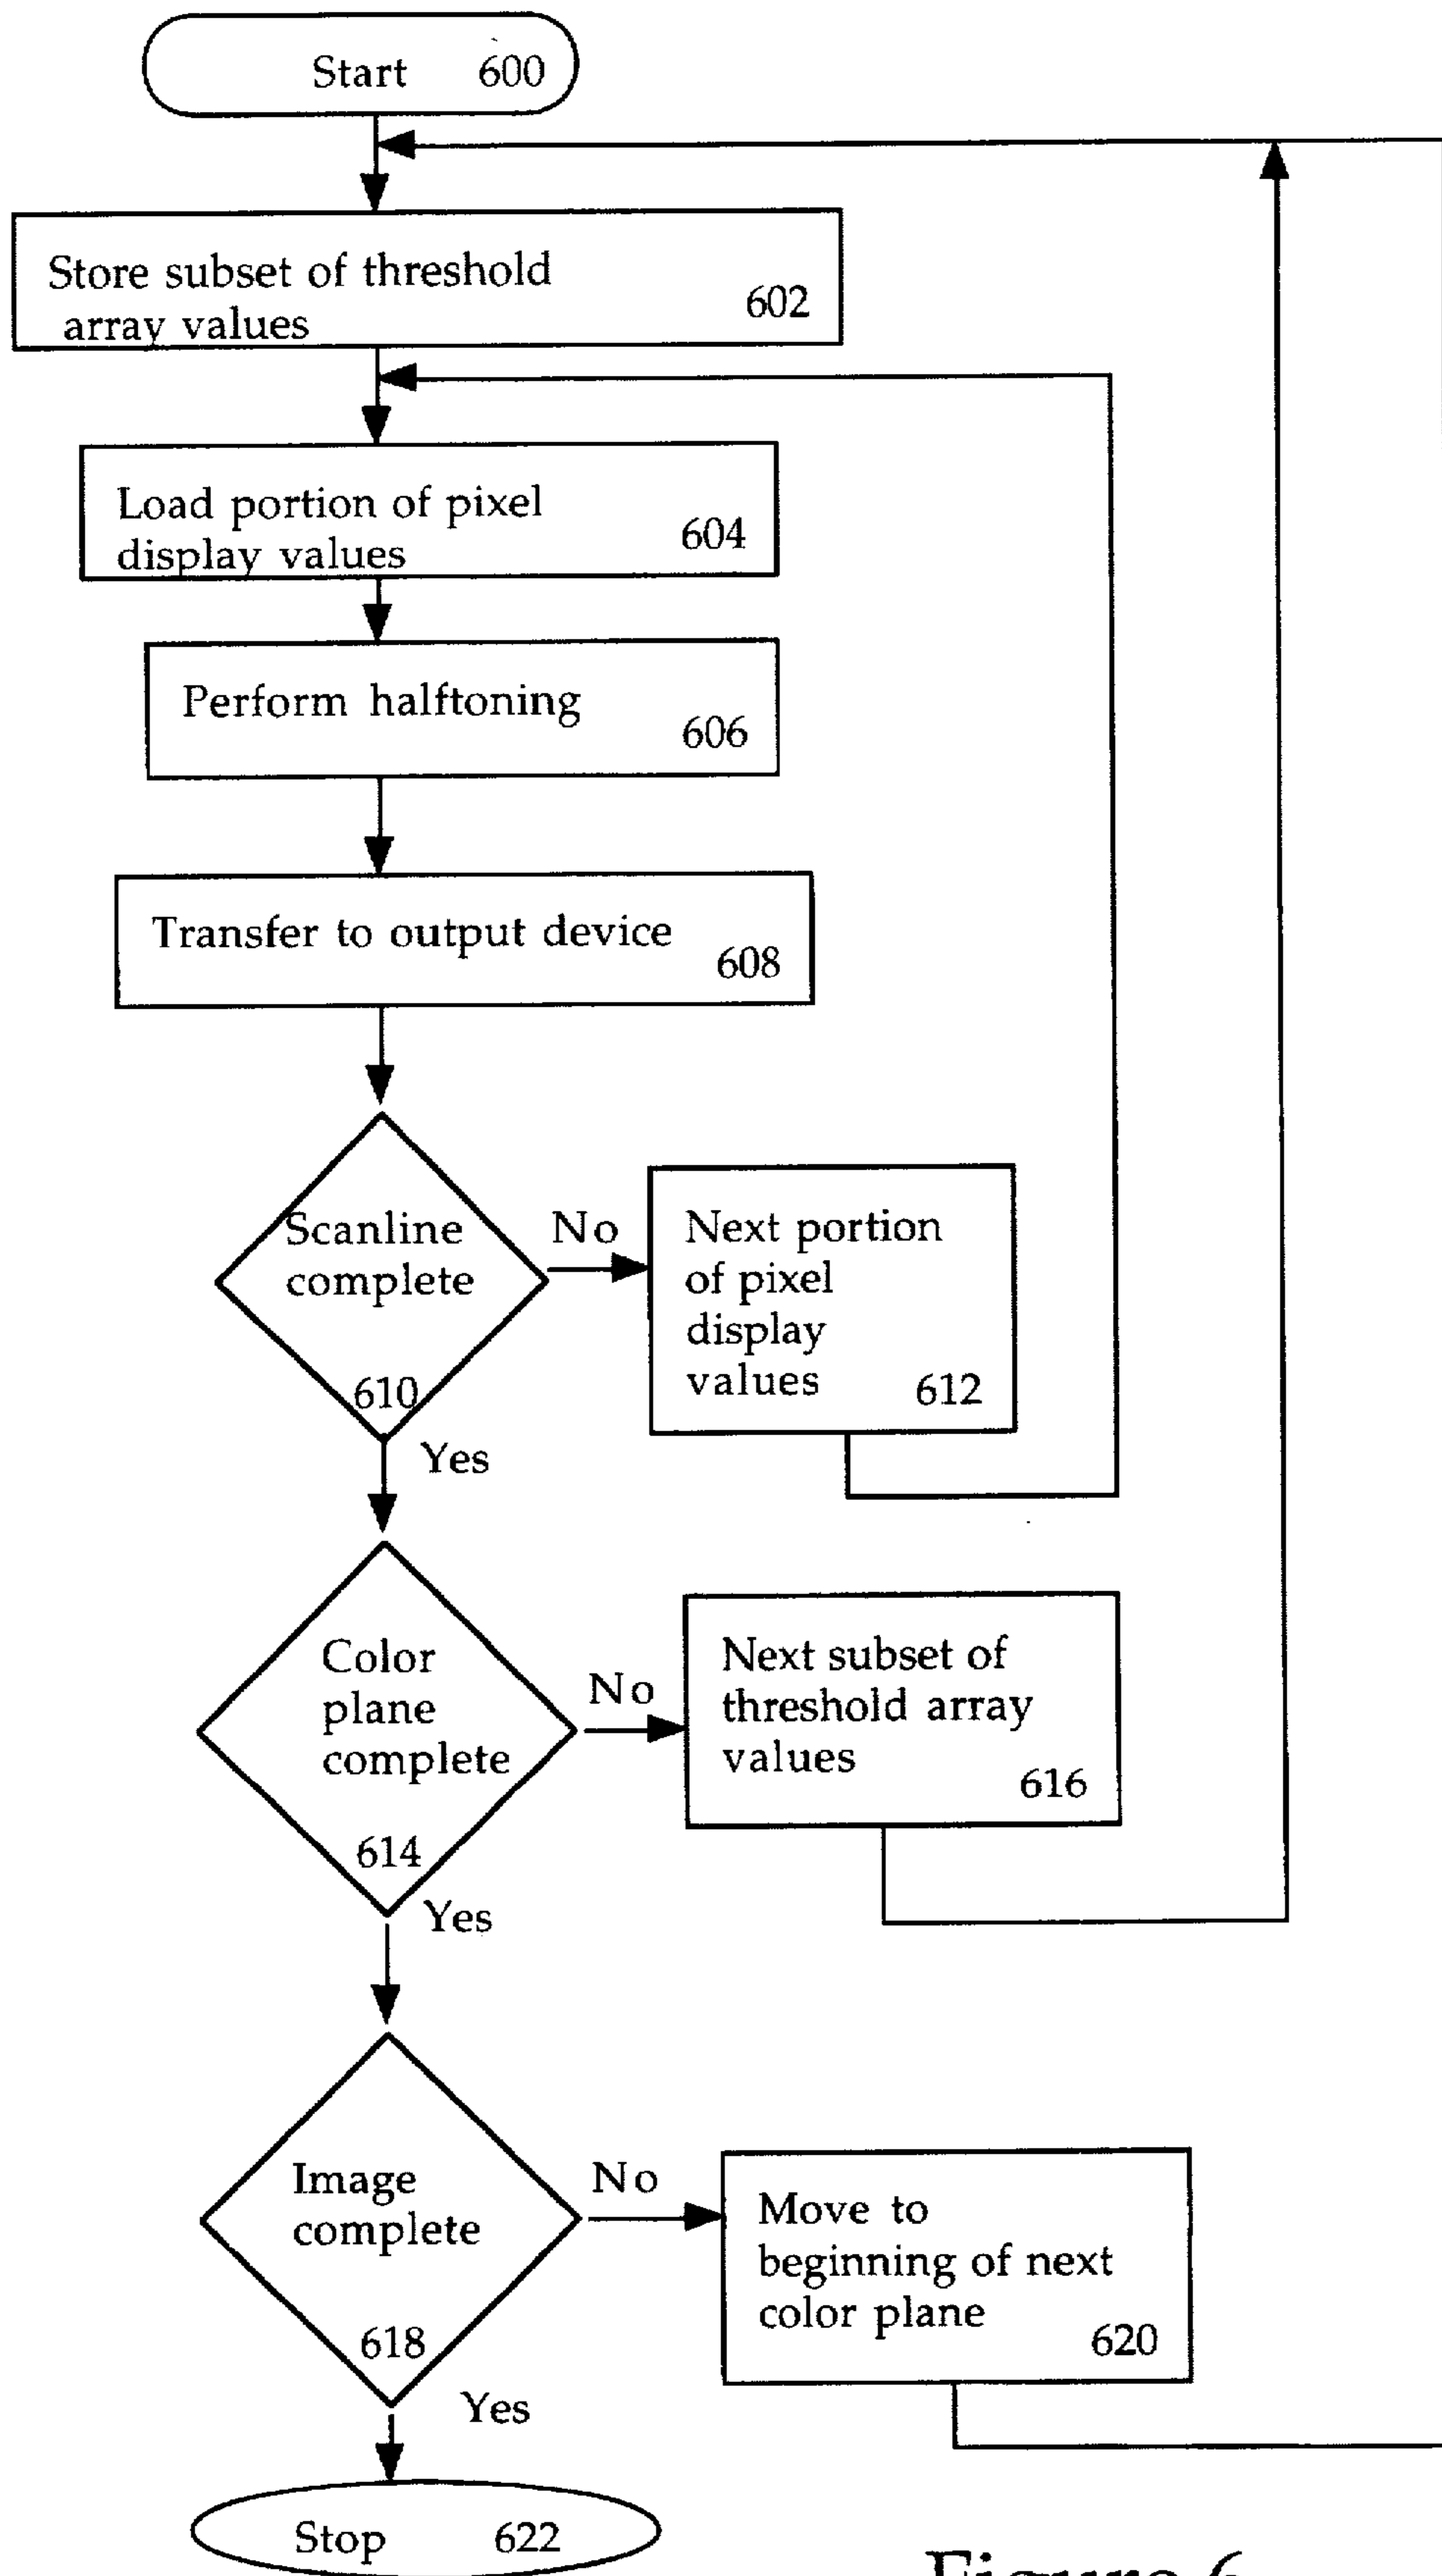 Start 600
Store subset of threshold
array values 602
Load portion of pixel
display values 604
Perform halftoning
606
Transfer to output device
608
Scanline
complete
610
No
Next portion
of pixel
display
values 612
Yes
Color
plane
complete
614
No
Next subset of
threshold array
values
616
Yes
Image
complete
618
No
Move to
beginning of next
color plane
620
Yes
Stop 622
Figure 6